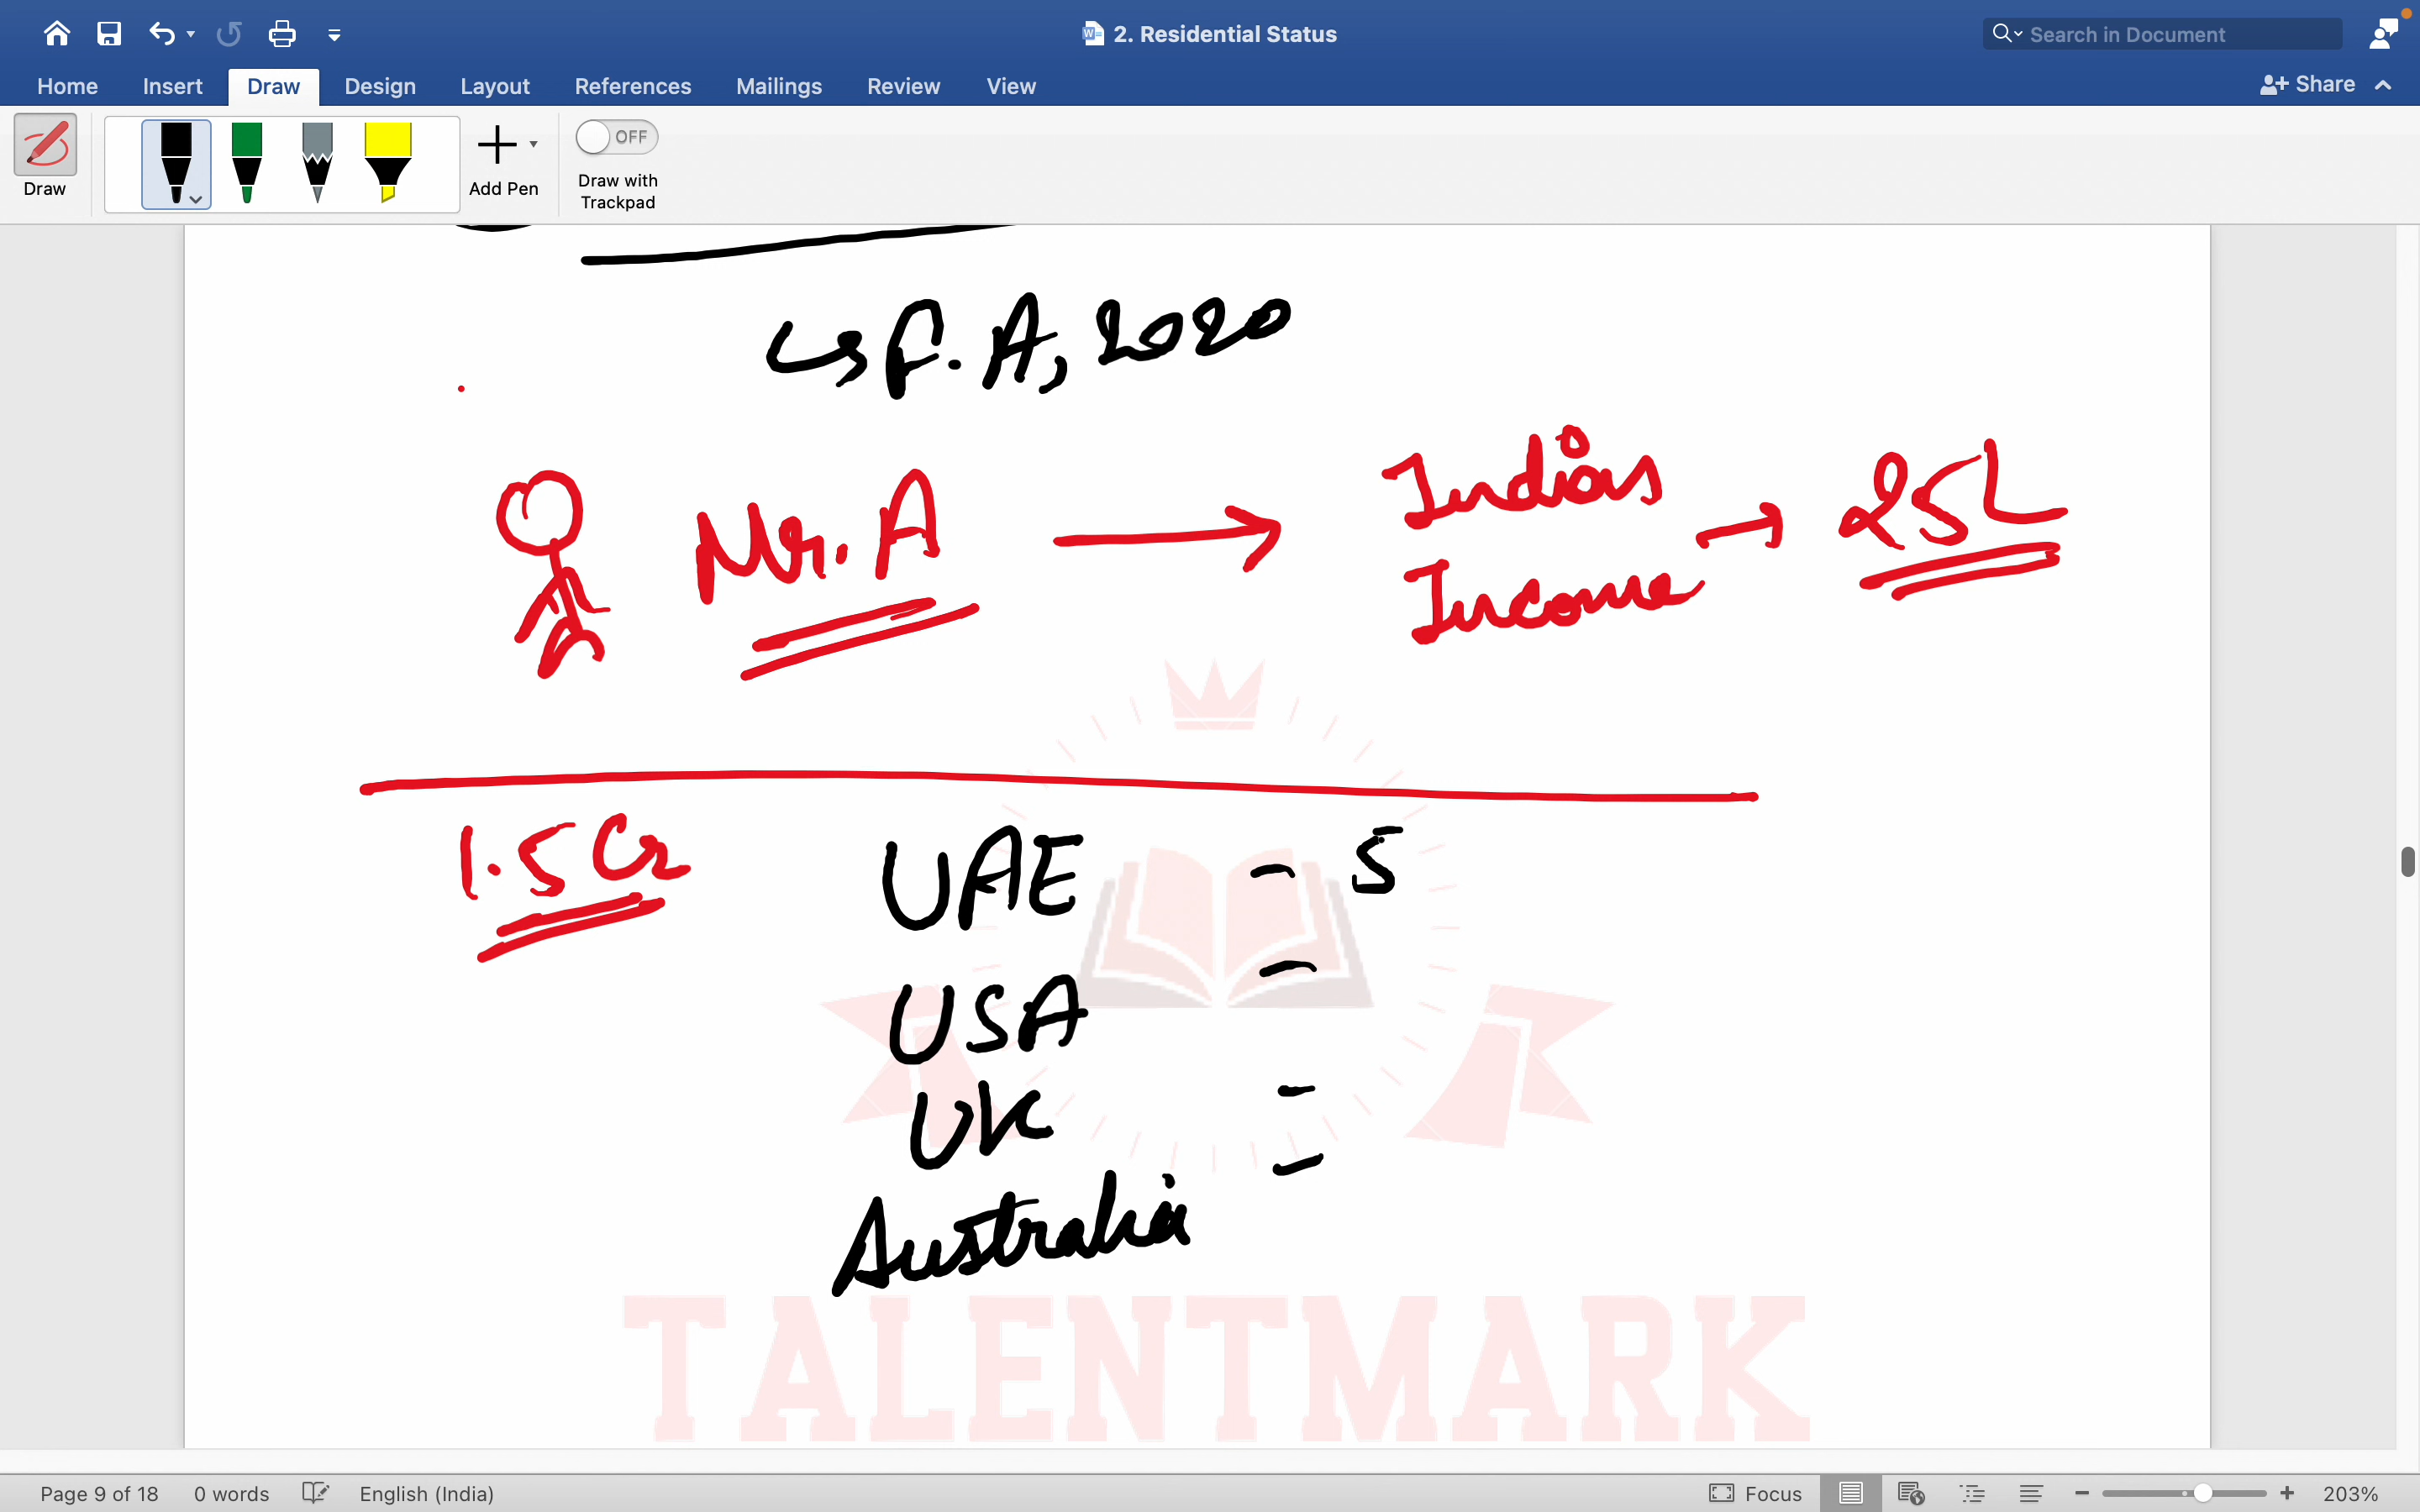 2. Residential Status
Search in Document
Home Insert Draw Design Layout References Mailings Review View
Share
Draw
Add Pen
OFF
Draw with
Trackpad
↳ F.A, 2020
Mr. A → Indian
Income → 25L
1.5 Cr
UAE - 5
USA -
UK -
Australia -
TALENTMARK
Page 9 of 18 0 words English (India) Focus 203%